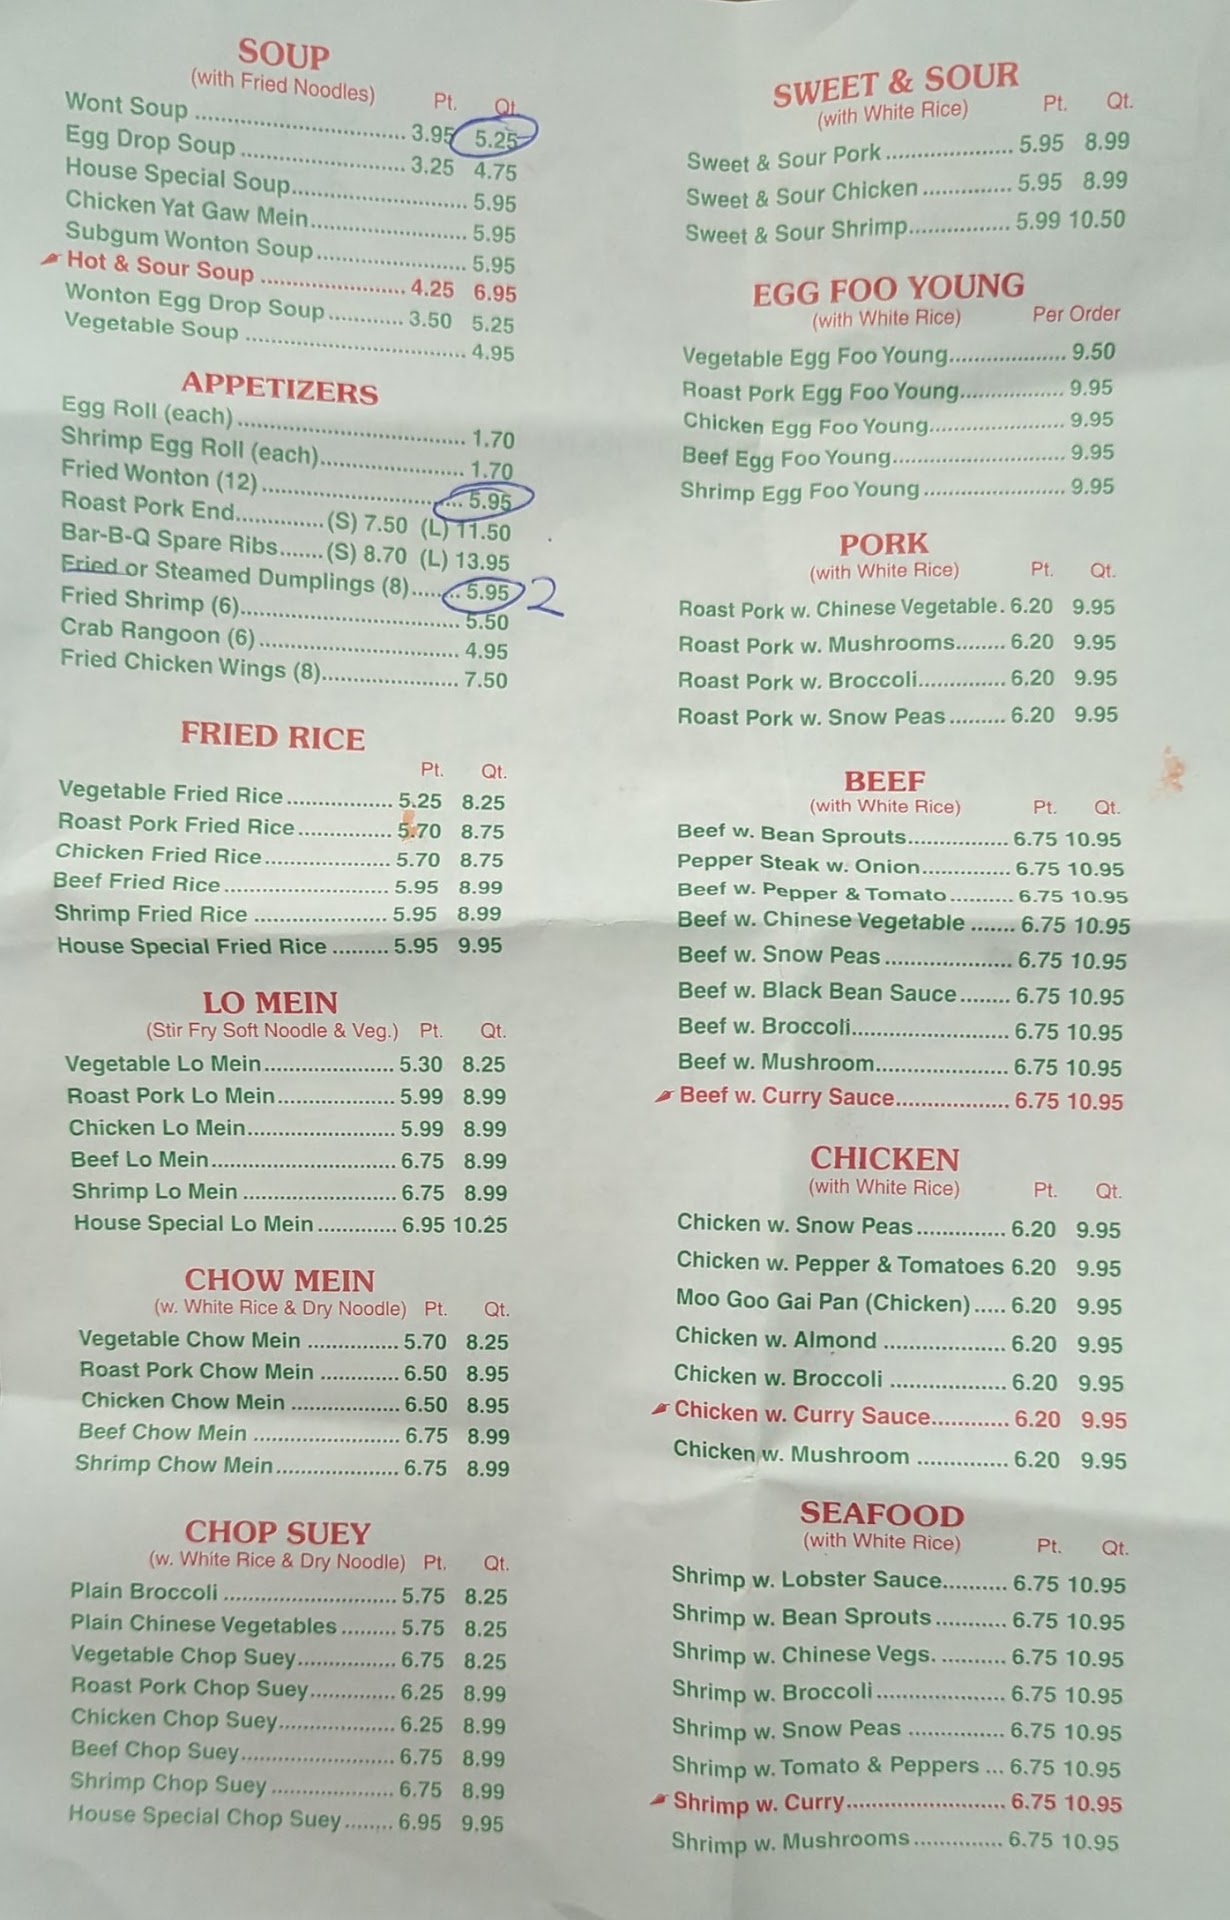 SOUP
(with Fried Noodles) Pt. Qt.
Wont Soup ........ 3.95 5.25
Egg Drop Soup ........ 3.25 4.75
House Special Soup ........ 5.95
Chicken Yat Gaw Mein ........ 5.95
Subgum Wonton Soup ........ 5.95
Hot & Sour Soup ........ 4.25 6.95
Wonton Egg Drop Soup ........ 3.50 5.25
Vegetable Soup ........ 4.95
APPETIZERS
Egg Roll (each) ........ 1.70
Shrimp Egg Roll (each) ........ 1.70
Fried Wonton (12) ........ 5.95
Roast Pork End ........ (S) 7.50 (L) 11.50
Bar-B-Q Spare Ribs ........ (S) 8.70 (L) 13.95
Fried or Steamed Dumplings (8) ........ 5.95 2
Fried Shrimp (6) ........ 5.50
Crab Rangoon (6) ........ 4.95
Fried Chicken Wings (8) ........ 7.50
FRIED RICE
Pt. Qt.
Vegetable Fried Rice ........ 5.25 8.25
Roast Pork Fried Rice ........ 5.70 8.75
Chicken Fried Rice ........ 5.70 8.75
Beef Fried Rice ........ 5.95 8.99
Shrimp Fried Rice ........ 5.95 8.99
House Special Fried Rice ........ 5.95 9.95
LO MEIN
(Stir Fry Soft Noodle & Veg.) Pt. Qt.
Vegetable Lo Mein ........ 5.30 8.25
Roast Pork Lo Mein ........ 5.99 8.99
Chicken Lo Mein ........ 5.99 8.99
Beef Lo Mein ........ 6.75 8.99
Shrimp Lo Mein ........ 6.75 8.99
House Special Lo Mein ........ 6.95 10.25
CHOW MEIN
(w. White Rice & Dry Noodle) Pt. Qt.
Vegetable Chow Mein ........ 5.70 8.25
Roast Pork Chow Mein ........ 6.50 8.95
Chicken Chow Mein ........ 6.50 8.95
Beef Chow Mein ........ 6.75 8.99
Shrimp Chow Mein ........ 6.75 8.99
CHOP SUEY
(w. White Rice & Dry Noodle) Pt. Qt.
Plain Broccoli ........ 5.75 8.25
Plain Chinese Vegetables ........ 5.75 8.25
Vegetable Chop Suey ........ 6.75 8.25
Roast Pork Chop Suey ........ 6.25 8.99
Chicken Chop Suey ........ 6.25 8.99
Beef Chop Suey ........ 6.75 8.99
Shrimp Chop Suey ........ 6.75 8.99
House Special Chop Suey ........ 6.95 9.95
SWEET & SOUR
(with White Rice) Pt. Qt.
Sweet & Sour Pork ........ 5.95 8.99
Sweet & Sour Chicken ........ 5.95 8.99
Sweet & Sour Shrimp ........ 5.99 10.50
EGG FOO YOUNG
(with White Rice) Per Order
Vegetable Egg Foo Young ........ 9.50
Roast Pork Egg Foo Young ........ 9.95
Chicken Egg Foo Young ........ 9.95
Beef Egg Foo Young ........ 9.95
Shrimp Egg Foo Young ........ 9.95
PORK
(with White Rice) Pt. Qt.
Roast Pork w. Chinese Vegetable . 6.20 9.95
Roast Pork w. Mushrooms ........ 6.20 9.95
Roast Pork w. Broccoli ........ 6.20 9.95
Roast Pork w. Snow Peas ........ 6.20 9.95
BEEF
(with White Rice) Pt. Qt.
Beef w. Bean Sprouts ........ 6.75 10.95
Pepper Steak w. Onion ........ 6.75 10.95
Beef w. Pepper & Tomato ........ 6.75 10.95
Beef w. Chinese Vegetable ........ 6.75 10.95
Beef w. Snow Peas ........ 6.75 10.95
Beef w. Black Bean Sauce ........ 6.75 10.95
Beef w. Broccoli ........ 6.75 10.95
Beef w. Mushroom ........ 6.75 10.95
Beef w. Curry Sauce ........ 6.75 10.95
CHICKEN
(with White Rice) Pt. Qt.
Chicken w. Snow Peas ........ 6.20 9.95
Chicken w. Pepper & Tomatoes 6.20 9.95
Moo Goo Gai Pan (Chicken) ..... 6.20 9.95
Chicken w. Almond ........ 6.20 9.95
Chicken w. Broccoli ........ 6.20 9.95
Chicken w. Curry Sauce ........ 6.20 9.95
Chicken w. Mushroom ........ 6.20 9.95
SEAFOOD
(with White Rice) Pt. Qt.
Shrimp w. Lobster Sauce ........ 6.75 10.95
Shrimp w. Bean Sprouts ........ 6.75 10.95
Shrimp w. Chinese Vegs. ........ 6.75 10.95
Shrimp w. Broccoli ........ 6.75 10.95
Shrimp w. Snow Peas ........ 6.75 10.95
Shrimp w. Tomato & Peppers ... 6.75 10.95
Shrimp w. Curry ........ 6.75 10.95
Shrimp w. Mushrooms ........ 6.75 10.95